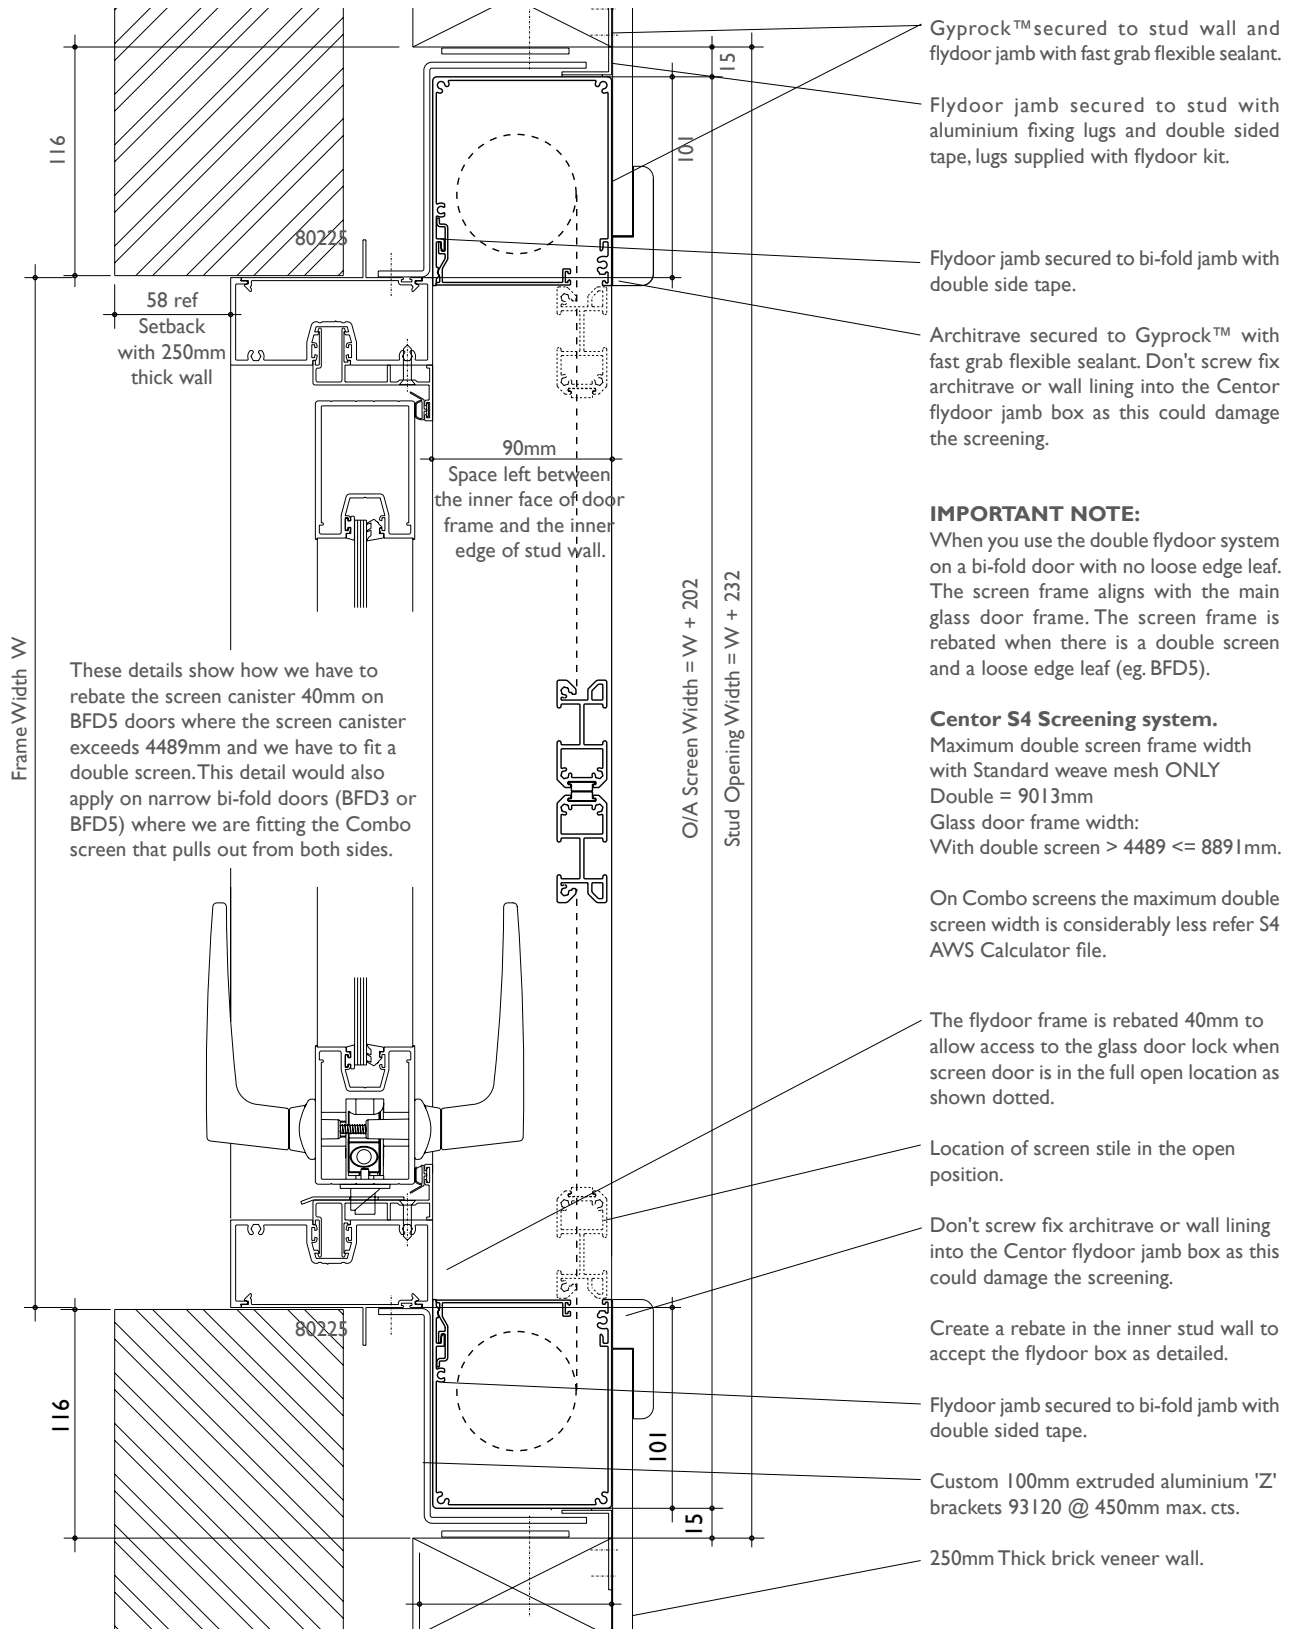 Gyprock™ secured to stud wall and
flydoor jamb with fast grab flexible sealant.
Flydoor jamb secured to stud with
aluminium fixing lugs and double sided
tape, lugs supplied with flydoor kit.
Flydoor jamb secured to bi-fold jamb with
double side tape.
Architrave secured to Gyprock™ with
fast grab flexible sealant. Don't screw fix
architrave or wall lining into the Centor
flydoor jamb box as this could damage
the screening.
IMPORTANT NOTE:
When you use the double flydoor system
on a bi-fold door with no loose edge leaf.
The screen frame aligns with the main
glass door frame. The screen frame is
rebated when there is a double screen
and a loose edge leaf (eg. BFD5).
Centor S4 Screening system.
Maximum double screen frame width
with Standard weave mesh ONLY
Double = 9013mm
Glass door frame width:
With double screen > 4489 <= 8891mm.
On Combo screens the maximum double
screen width is considerably less refer S4
AWS Calculator file.
The flydoor frame is rebated 40mm to
allow access to the glass door lock when
screen door is in the full open location as
shown dotted.
Location of screen stile in the open
position.
Don't screw fix architrave or wall lining
into the Centor flydoor jamb box as this
could damage the screening.
Create a rebate in the inner stud wall to
accept the flydoor box as detailed.
Flydoor jamb secured to bi-fold jamb with
double sided tape.
Custom 100mm extruded aluminium 'Z'
brackets 93120 @ 450mm max. cts.
250mm Thick brick veneer wall.
116
15
101
80225
58 ref
Setback
with 250mm
thick wall
90mm
Space left between
the inner face of door
frame and the inner
edge of stud wall.
Frame Width W
O/A Screen Width = W + 202
Stud Opening Width = W + 232
These details show how we have to
rebate the screen canister 40mm on
BFD5 doors where the screen canister
exceeds 4489mm and we have to fit a
double screen. This detail would also
apply on narrow bi-fold doors (BFD3 or
BFD5) where we are fitting the Combo
screen that pulls out from both sides.
80225
116
101
15